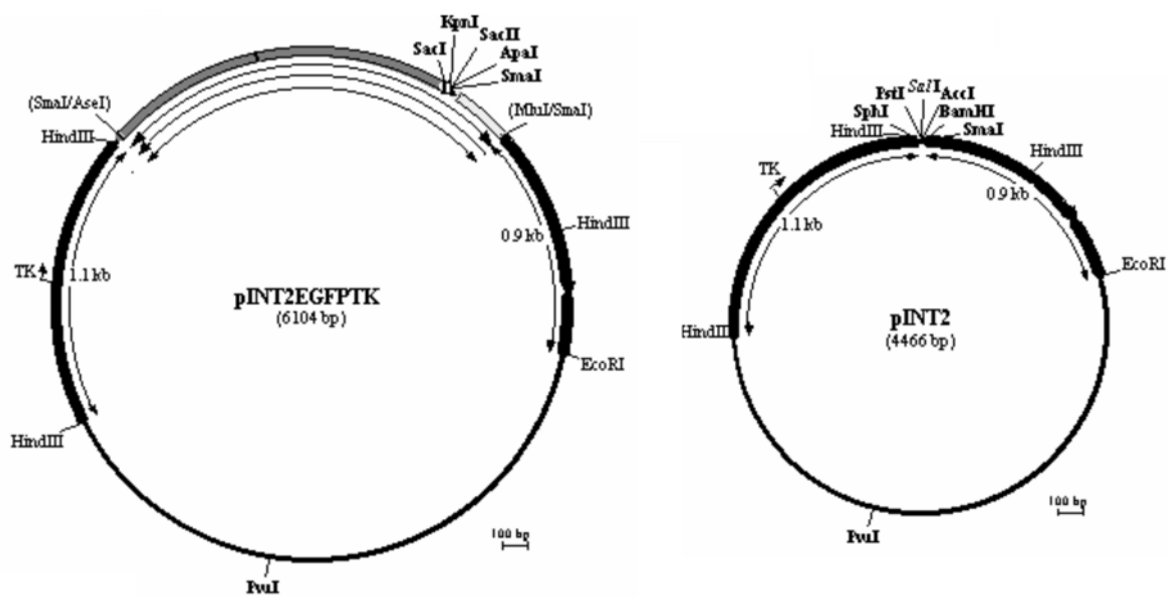 KpnI
SacII
SacI
ApaI
SmaI
(SmaI/AseI)
(MluI/SmaI)
HindIII
HindIII
0.9 kb
TK
1.1 kb
pINT2EGFPTK
(6104 bp)
EcoRI
HindIII
100 bp
PvuI
SalI
PstI
AccI
SphI
BamHI
HindIII
SmaI
HindIII
TK
0.9 kb
1.1 kb
EcoRI
pINT2
(4466 bp)
HindIII
100 bp
PvuI